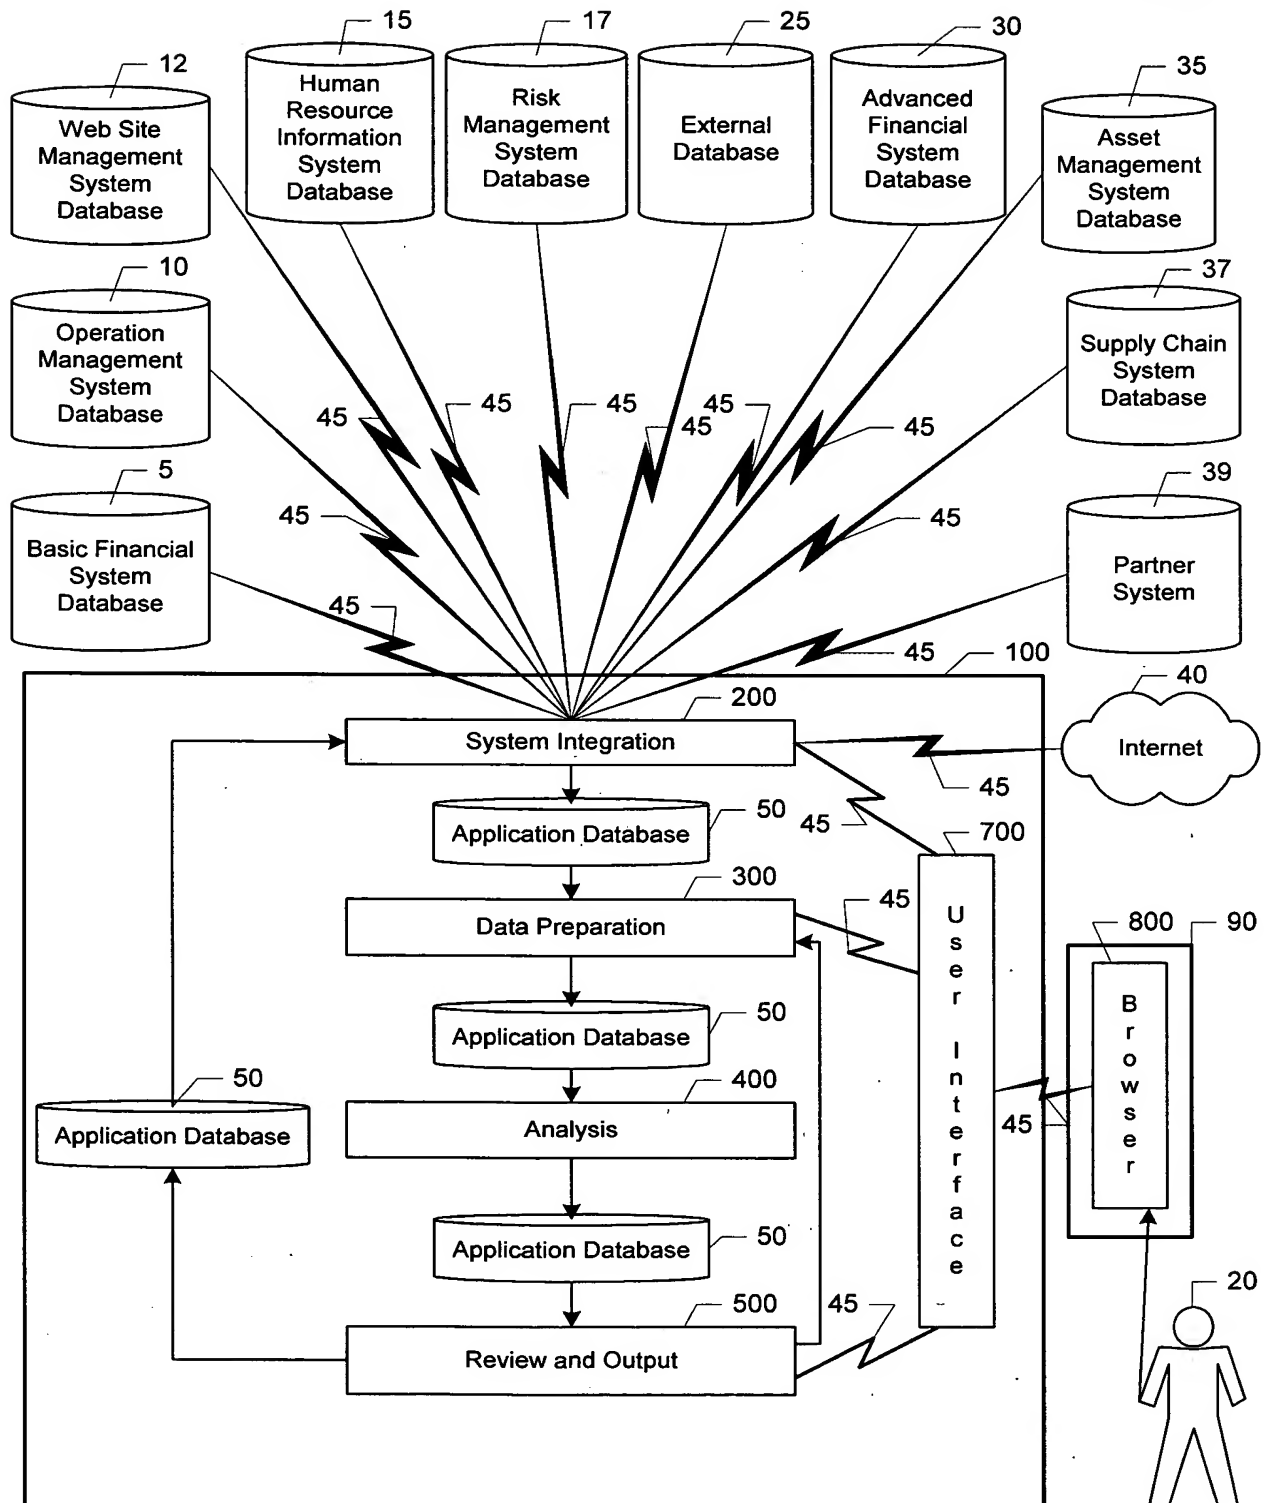 15
17
25
30
12
35
Human
Resource
Information
System
Database
Risk
Management
System
Database
External
Database
Advanced
Financial
System
Database
Web Site
Management
System
Database
Asset
Management
System
Database
10
37
Operation
Management
System
Database
Supply Chain
System
Database
45
45
45
45
45
45
5
39
45
45
Basic Financial
System
Database
Partner
System
45
45
100
40
200
System Integration
Internet
45
50
45
700
Application Database
300
45
Data Preparation
800
90
50
Application Database
User Interface
Browser
50
400
45
Application Database
Analysis
50
Application Database
20
500
45
Review and Output